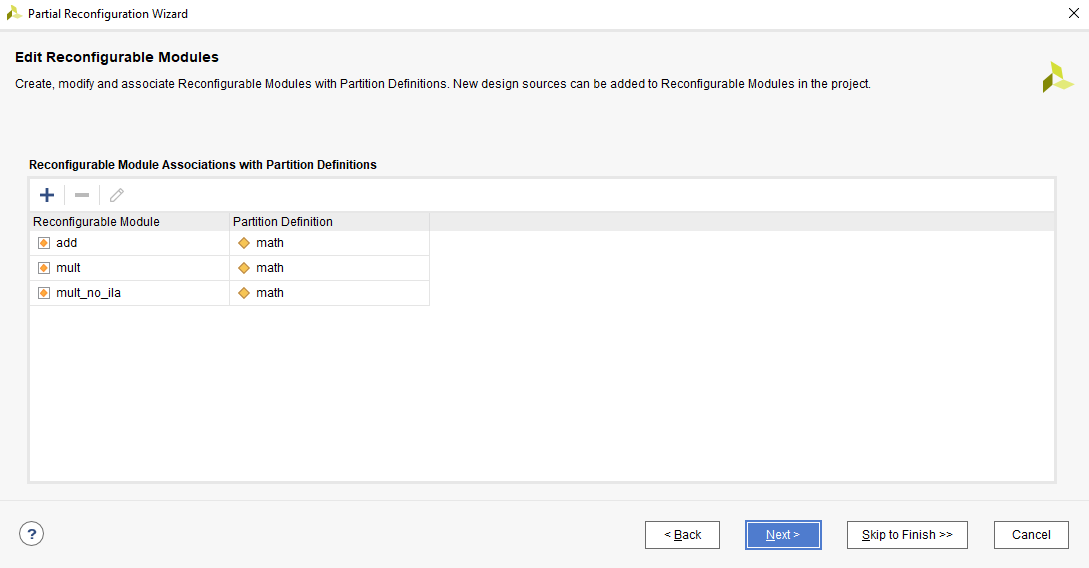 Partial Reconfiguration Wizard
Edit Reconfigurable Modules
Create, modify and associate Reconfigurable Modules with Partition Definitions. New design sources can be added to Reconfigurable Modules in the project.
Reconfigurable Module Associations with Partition Definitions
Reconfigurable Module Partition Definition
add math
mult math
mult_no_ila math
? < Back Next > Skip to Finish >> Cancel